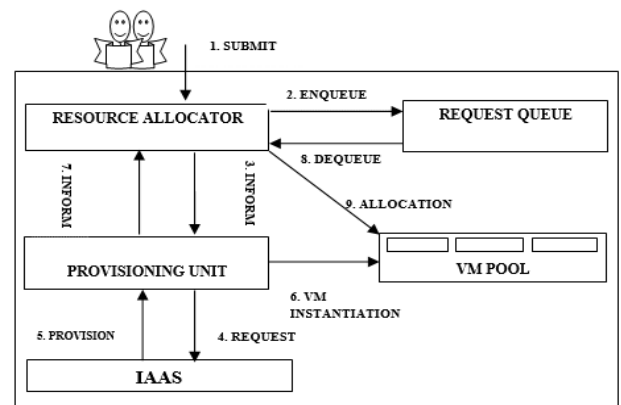 1. SUBMIT
2. ENQUEUE
RESOURCE ALLOCATOR
REQUEST QUEUE
8. DEQUEUE
7. INFORM
3. INFORM
9. ALLOCATION
PROVISIONING UNIT
VM POOL
6. VM
INSTANTIATION
5. PROVISION
4. REQUEST
IAAS